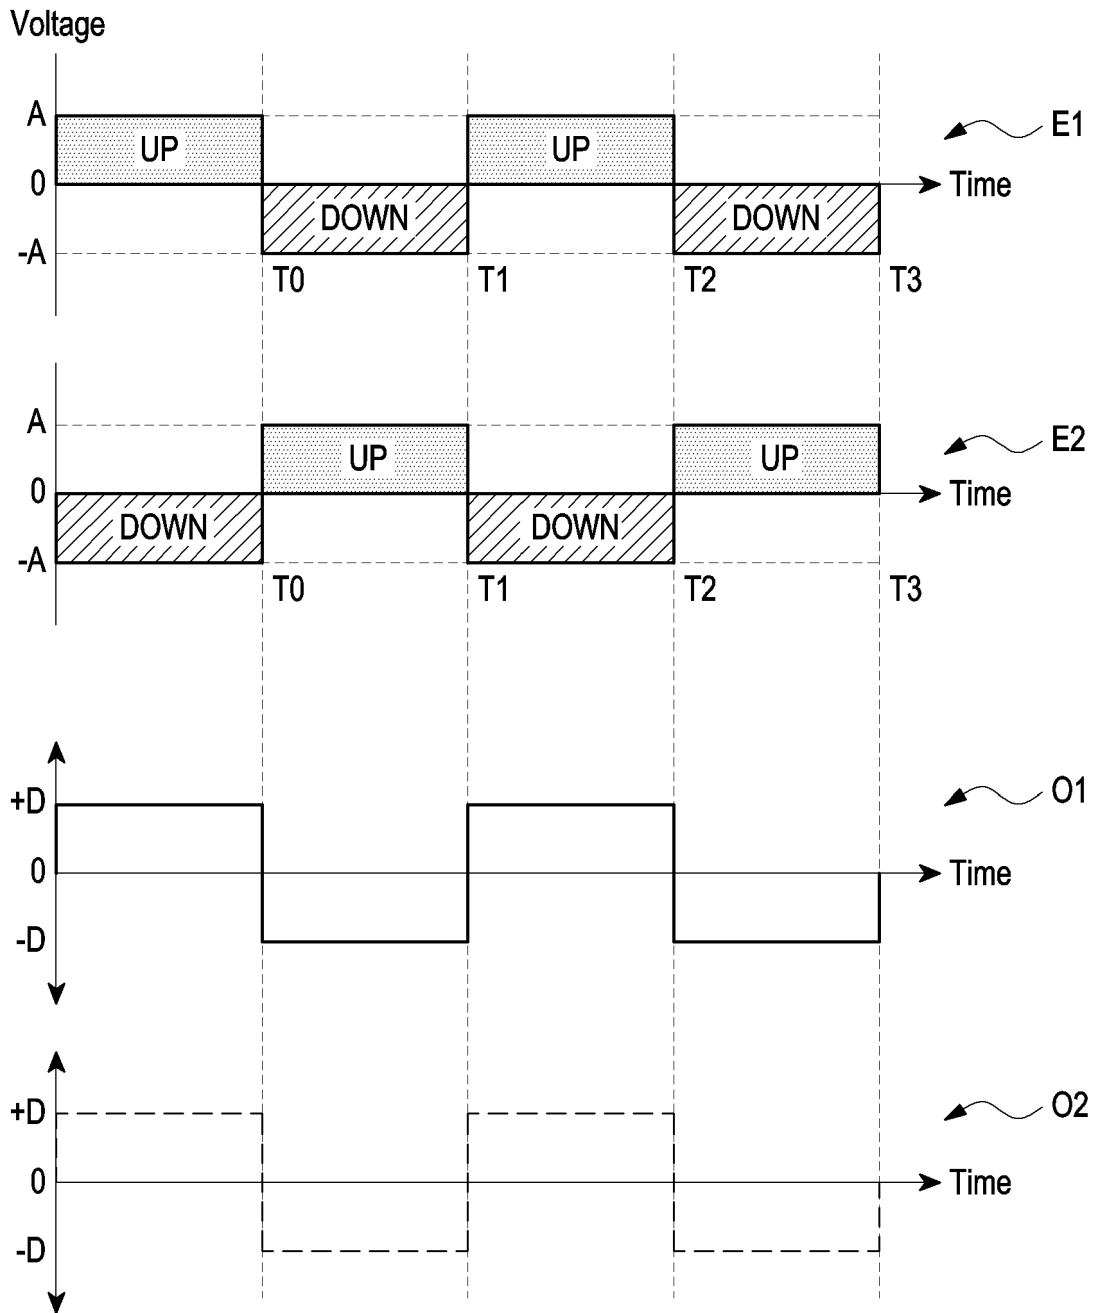 Voltage
A
UP
UP
E1
0
Time
DOWN
DOWN
-A
T0
T1
T2
T3
A
UP
UP
E2
0
Time
DOWN
DOWN
-A
T0
T1
T2
T3
+D
O1
0
Time
-D
+D
O2
0
Time
-D